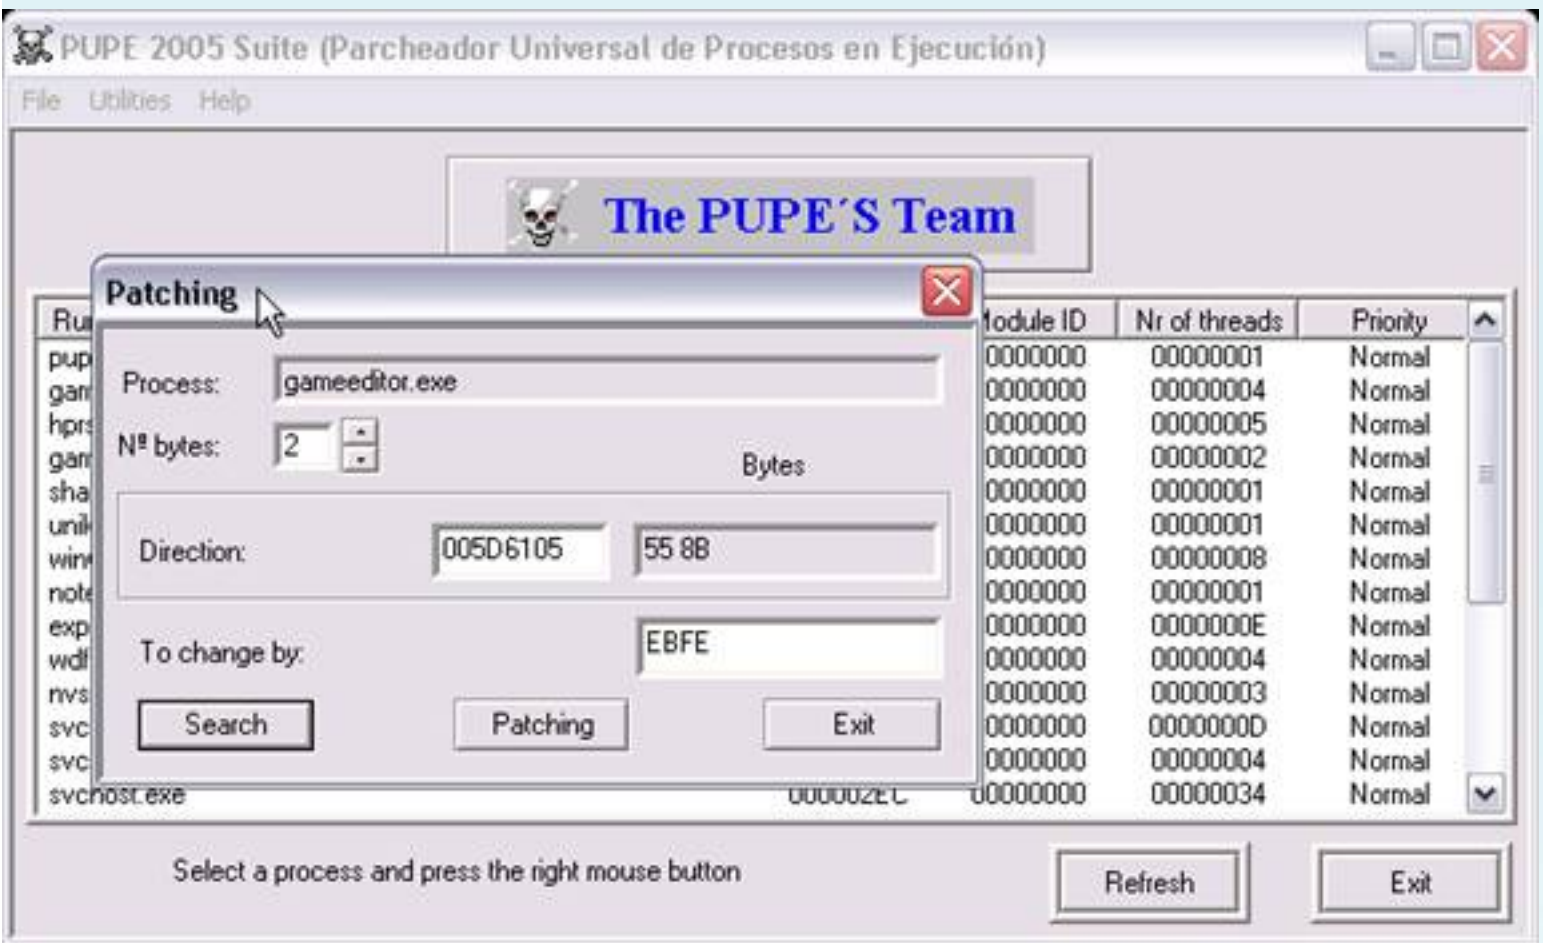 PUPE 2005 Suite (Parcheador Universal de Procesos en Ejecución)
File Utilities Help
The PUPE´S Team
Patching
Process: gameeditor.exe
Nº bytes: 2
Bytes
Direction: 005D6105 55 8B
To change by: EBFE
Search Patching Exit
Nr of threads Priority
0000000 00000001 Normal
0000000 00000004 Normal
0000000 00000005 Normal
0000000 00000002 Normal
0000000 00000001 Normal
0000000 00000001 Normal
0000000 00000008 Normal
0000000 00000001 Normal
0000000 0000000E Normal
0000000 00000004 Normal
0000000 00000003 Normal
0000000 0000000D Normal
0000000 00000004 Normal
svchost.exe 000002EC 00000000 00000034 Normal
Select a process and press the right mouse button
Refresh Exit